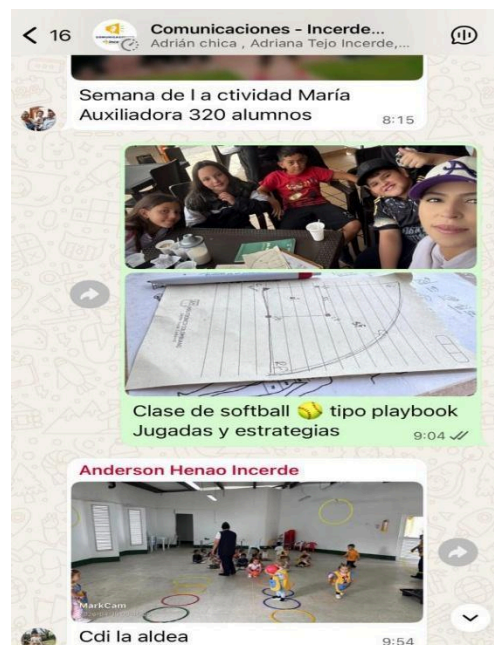 16
Comunicaciones - Incerde...
Adrián chica , Adriana Tejo Incerde,...
Semana de l a ctividad María
Auxiliadora 320 alumnos
8:15
Clase de softball 🥎 tipo playbook
Jugadas y estrategias
9:04
Anderson Henao Incerde
MarkCam
Cdi la aldea
9:54